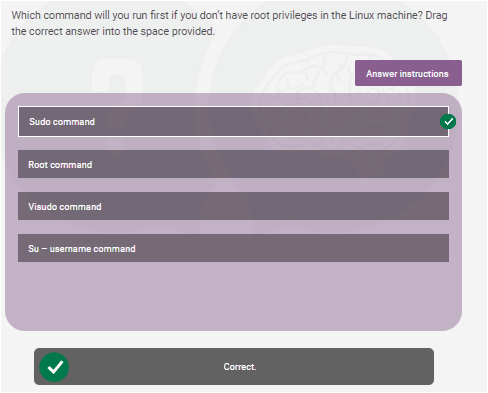 Which command will you run first if you don't have root privileges in the Linux machine? Drag
the correct answer into the space provided.
Answer instructions
Sudo command
Root command
Visudo command
Su – username command
Correct.